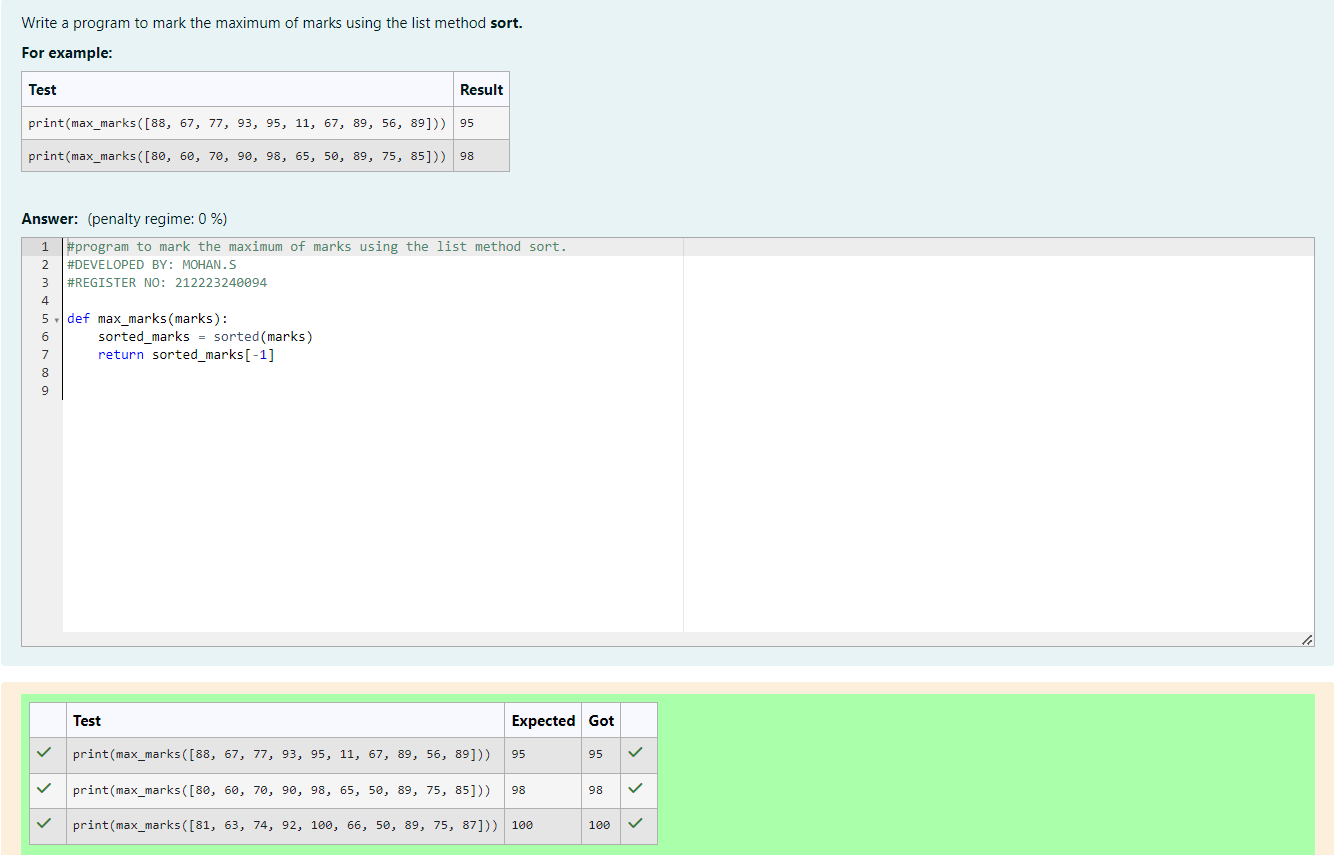 Write a program to mark the maximum of marks using the list method sort.
For example:
Test Result
print(max_marks([88, 67, 77, 93, 95, 11, 67, 89, 56, 89])) 95
print(max_marks([80, 60, 70, 90, 98, 65, 50, 89, 75, 85])) 98
Answer: (penalty regime: 0 %)
1 #program to mark the maximum of marks using the list method sort.
2 #DEVELOPED BY: MOHAN.S
3 #REGISTER NO: 212223240094
4
5 def max_marks(marks):
6     sorted_marks = sorted(marks)
7     return sorted_marks[-1]
8
9
Test Expected Got
print(max_marks([88, 67, 77, 93, 95, 11, 67, 89, 56, 89])) 95 95
print(max_marks([80, 60, 70, 90, 98, 65, 50, 89, 75, 85])) 98 98
print(max_marks([81, 63, 74, 92, 100, 66, 50, 89, 75, 87])) 100 100